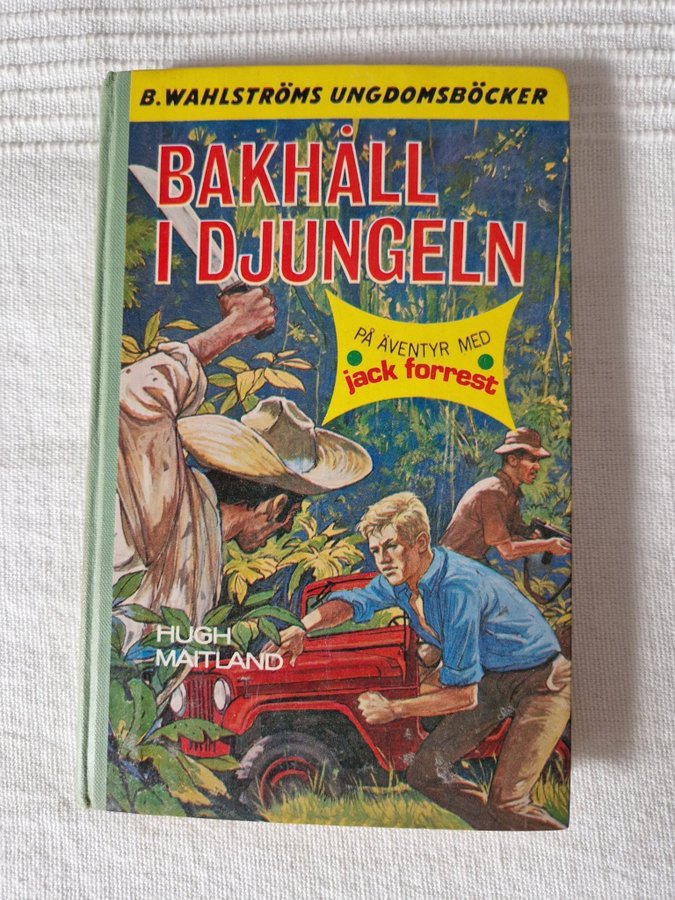 B. WAHLSTRÖMS UNGDOMSBÖCKER
BAKHÅLL
I DJUNGELN
PÅ ÄVENTYR MED
jack forrest
HUGH
MAITLAND